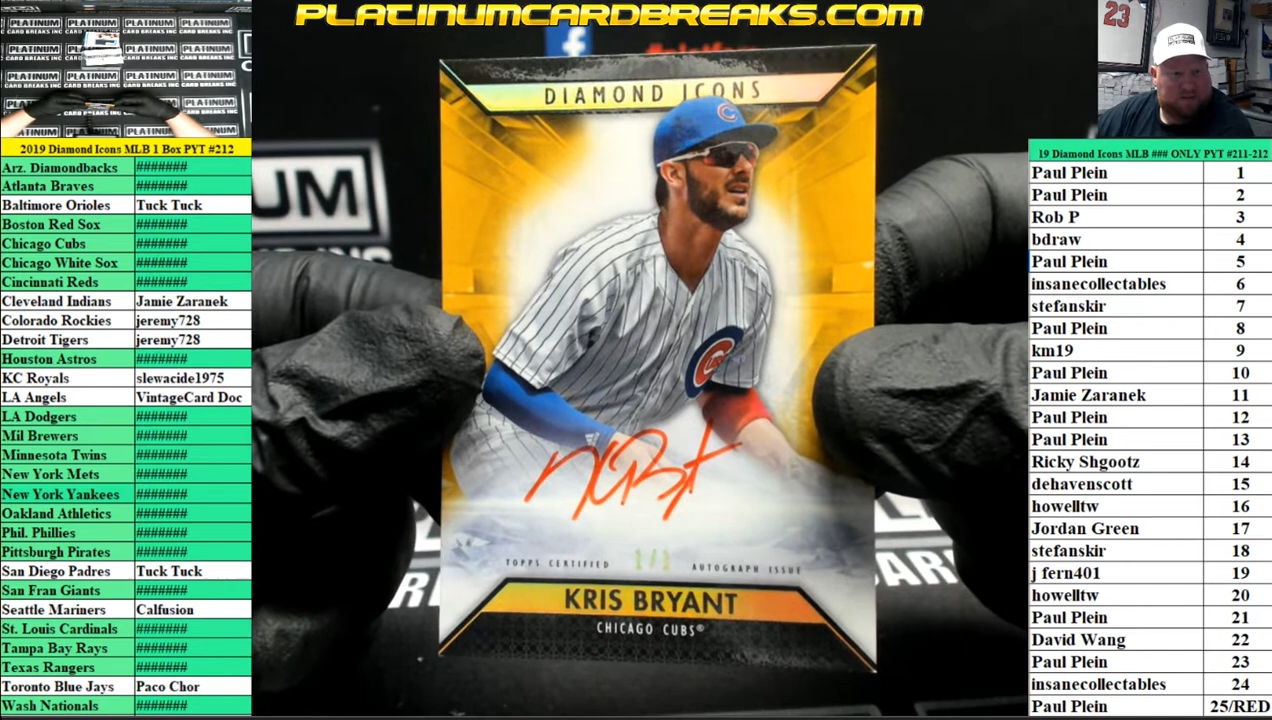 PLATINUMCARDBREAKS.COM
2019 Diamond Icons MLB 1 Box PYT #212
Arz. Diamondbacks #######
Atlanta Braves #######
Baltimore Orioles Tuck Tuck
Boston Red Sox #######
Chicago Cubs #######
Chicago White Sox #######
Cincinnati Reds #######
Cleveland Indians Jamie Zaranek
Colorado Rockies jeremy728
Detroit Tigers jeremy728
Houston Astros #######
KC Royals slewacide1975
LA Angels VintageCard Doc
LA Dodgers #######
Mil Brewers #######
Minnesota Twins #######
New York Mets #######
New York Yankees #######
Oakland Athletics #######
Phil. Phillies #######
Pittsburgh Pirates #######
San Diego Padres Tuck Tuck
San Fran Giants #######
Seattle Mariners Calfusion
St. Louis Cardinals #######
Tampa Bay Rays #######
Texas Rangers #######
Toronto Blue Jays Paco Chor
Wash Nationals #######
DIAMOND ICONS
TOPPS CERTIFIED AUTOGRAPH ISSUE
KRIS BRYANT
CHICAGO CUBS®
23
19 Diamond Icons MLB ### ONLY PYT #211-212
Paul Plein 1
Paul Plein 2
Rob P 3
bdraw 4
Paul Plein 5
insanecollectables 6
stefanskir 7
Paul Plein 8
km19 9
Paul Plein 10
Jamie Zaranek 11
Paul Plein 12
Paul Plein 13
Ricky Shgootz 14
dehavenscott 15
howelltw 16
Jordan Green 17
stefanskir 18
j fern401 19
howelltw 20
Paul Plein 21
David Wang 22
Paul Plein 23
insanecollectables 24
Paul Plein 25/RED